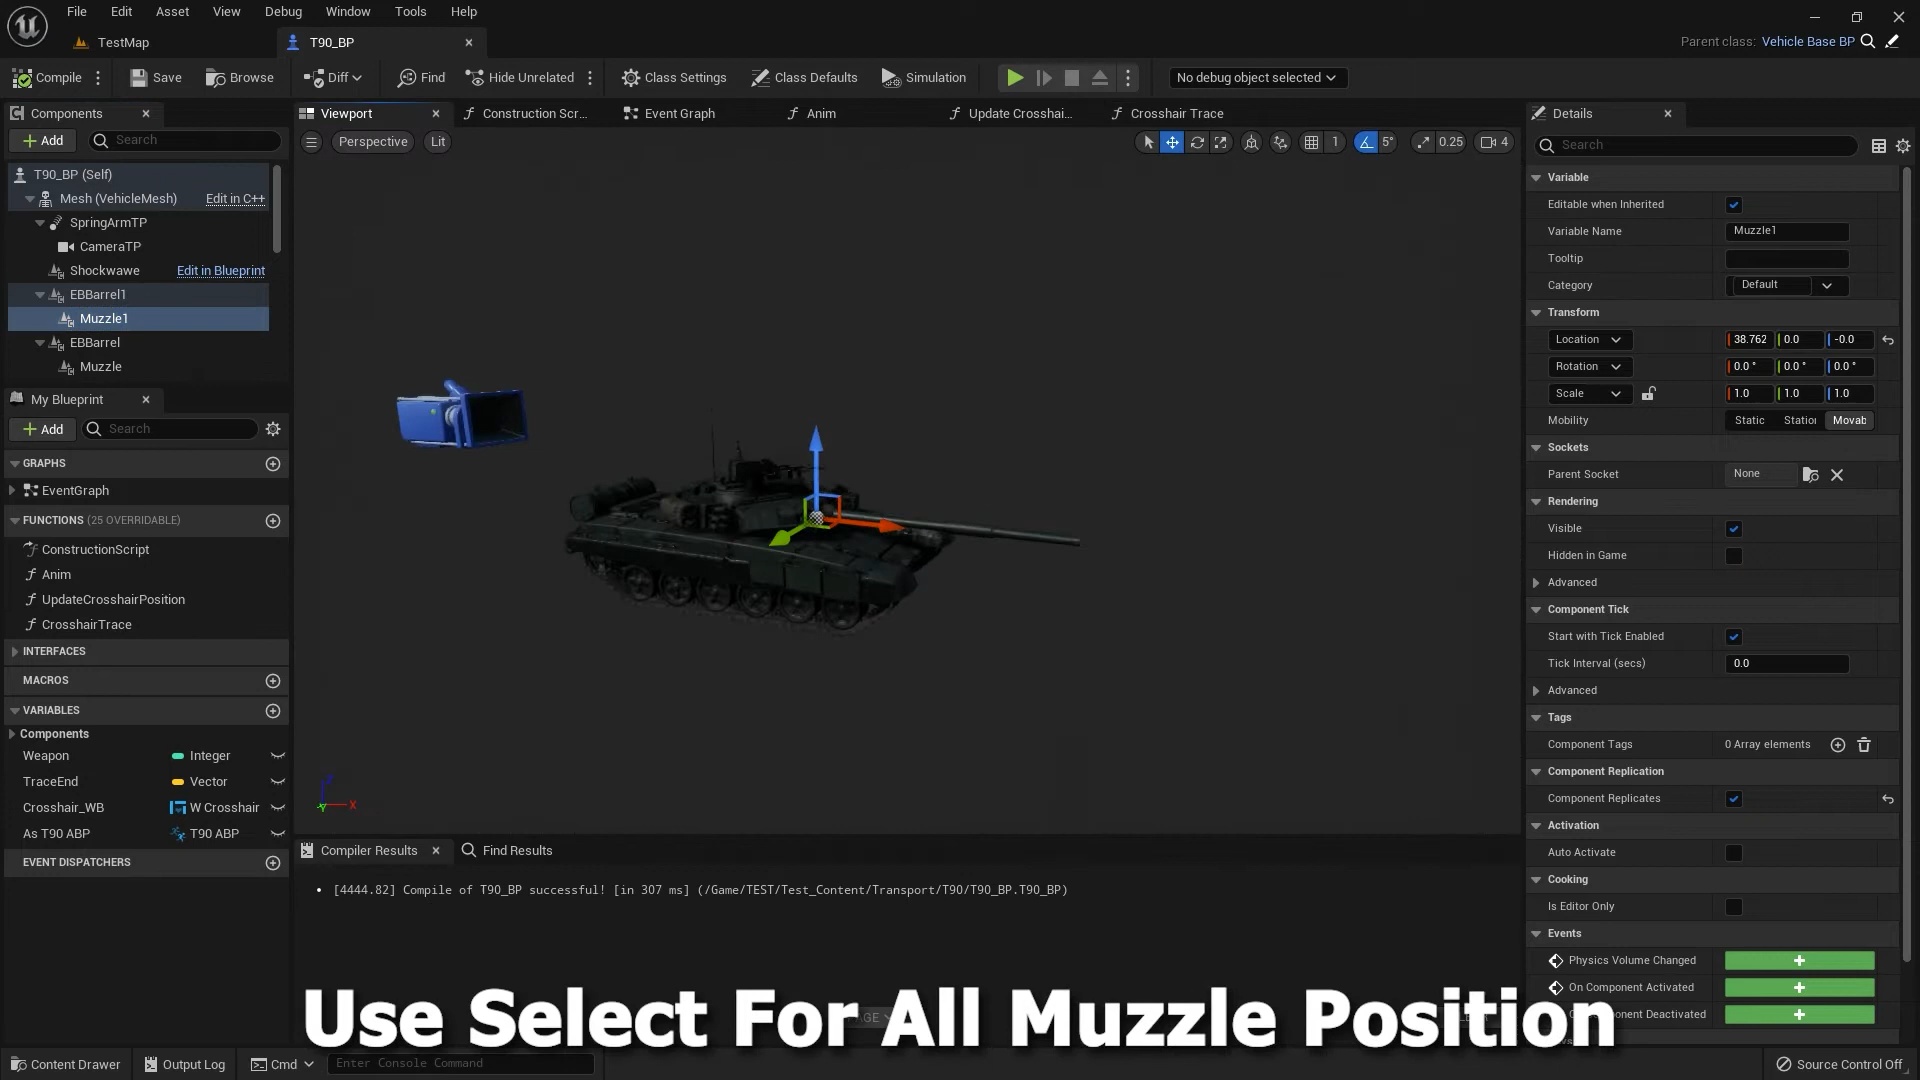 File Edit Asset View Debug Window Tools Help
TestMap
T90_BP
Parent class: Vehicle Base BP
Compile
Save
Browse
Diff
Find
Hide Unrelated
Class Settings
Class Defaults
Simulation
No debug object selected
Components
Viewport
Construction Scr...
Event Graph
Anim
Update Crosshai...
Crosshair Trace
Details
Add
Search
Perspective
Lit
1
5°
0.25
4
Search
T90_BP (Self)
Mesh (VehicleMesh) Edit in C++
SpringArmTP
CameraTP
Shockwawe Edit in Blueprint
EBBarrel1
Muzzle1
EBBarrel
Muzzle
My Blueprint
Add
Search
GRAPHS
EventGraph
FUNCTIONS (25 OVERRIDABLE)
ConstructionScript
Anim
UpdateCrosshairPosition
CrosshairTrace
INTERFACES
MACROS
VARIABLES
Components
Weapon Integer
TraceEnd Vector
Crosshair_WB W Crosshair
As T90 ABP T90 ABP
EVENT DISPATCHERS
Z
Y
X
Variable
Editable when Inherited
Variable Name Muzzle1
Tooltip
Category Default
Transform
Location 38.762 0.0 -0.0
Rotation 0.0 ° 0.0 ° 0.0 °
Scale 1.0 1.0 1.0
Mobility Static Station Movab
Sockets
Parent Socket None
Rendering
Visible
Hidden in Game
Advanced
Component Tick
Start with Tick Enabled
Tick Interval (secs) 0.0
Advanced
Tags
Component Tags 0 Array elements
Component Replication
Component Replicates
Activation
Auto Activate
Cooking
Is Editor Only
Events
Physics Volume Changed
On Component Activated
Deactivated
Compiler Results
Find Results
[4444.82] Compile of T90_BP successful! [in 307 ms] (/Game/TEST/Test_Content/Transport/T90/T90_BP.T90_BP)
Use Select For All Muzzle Position
Content Drawer
Output Log
Cmd
Enter Console Command
Source Control Off